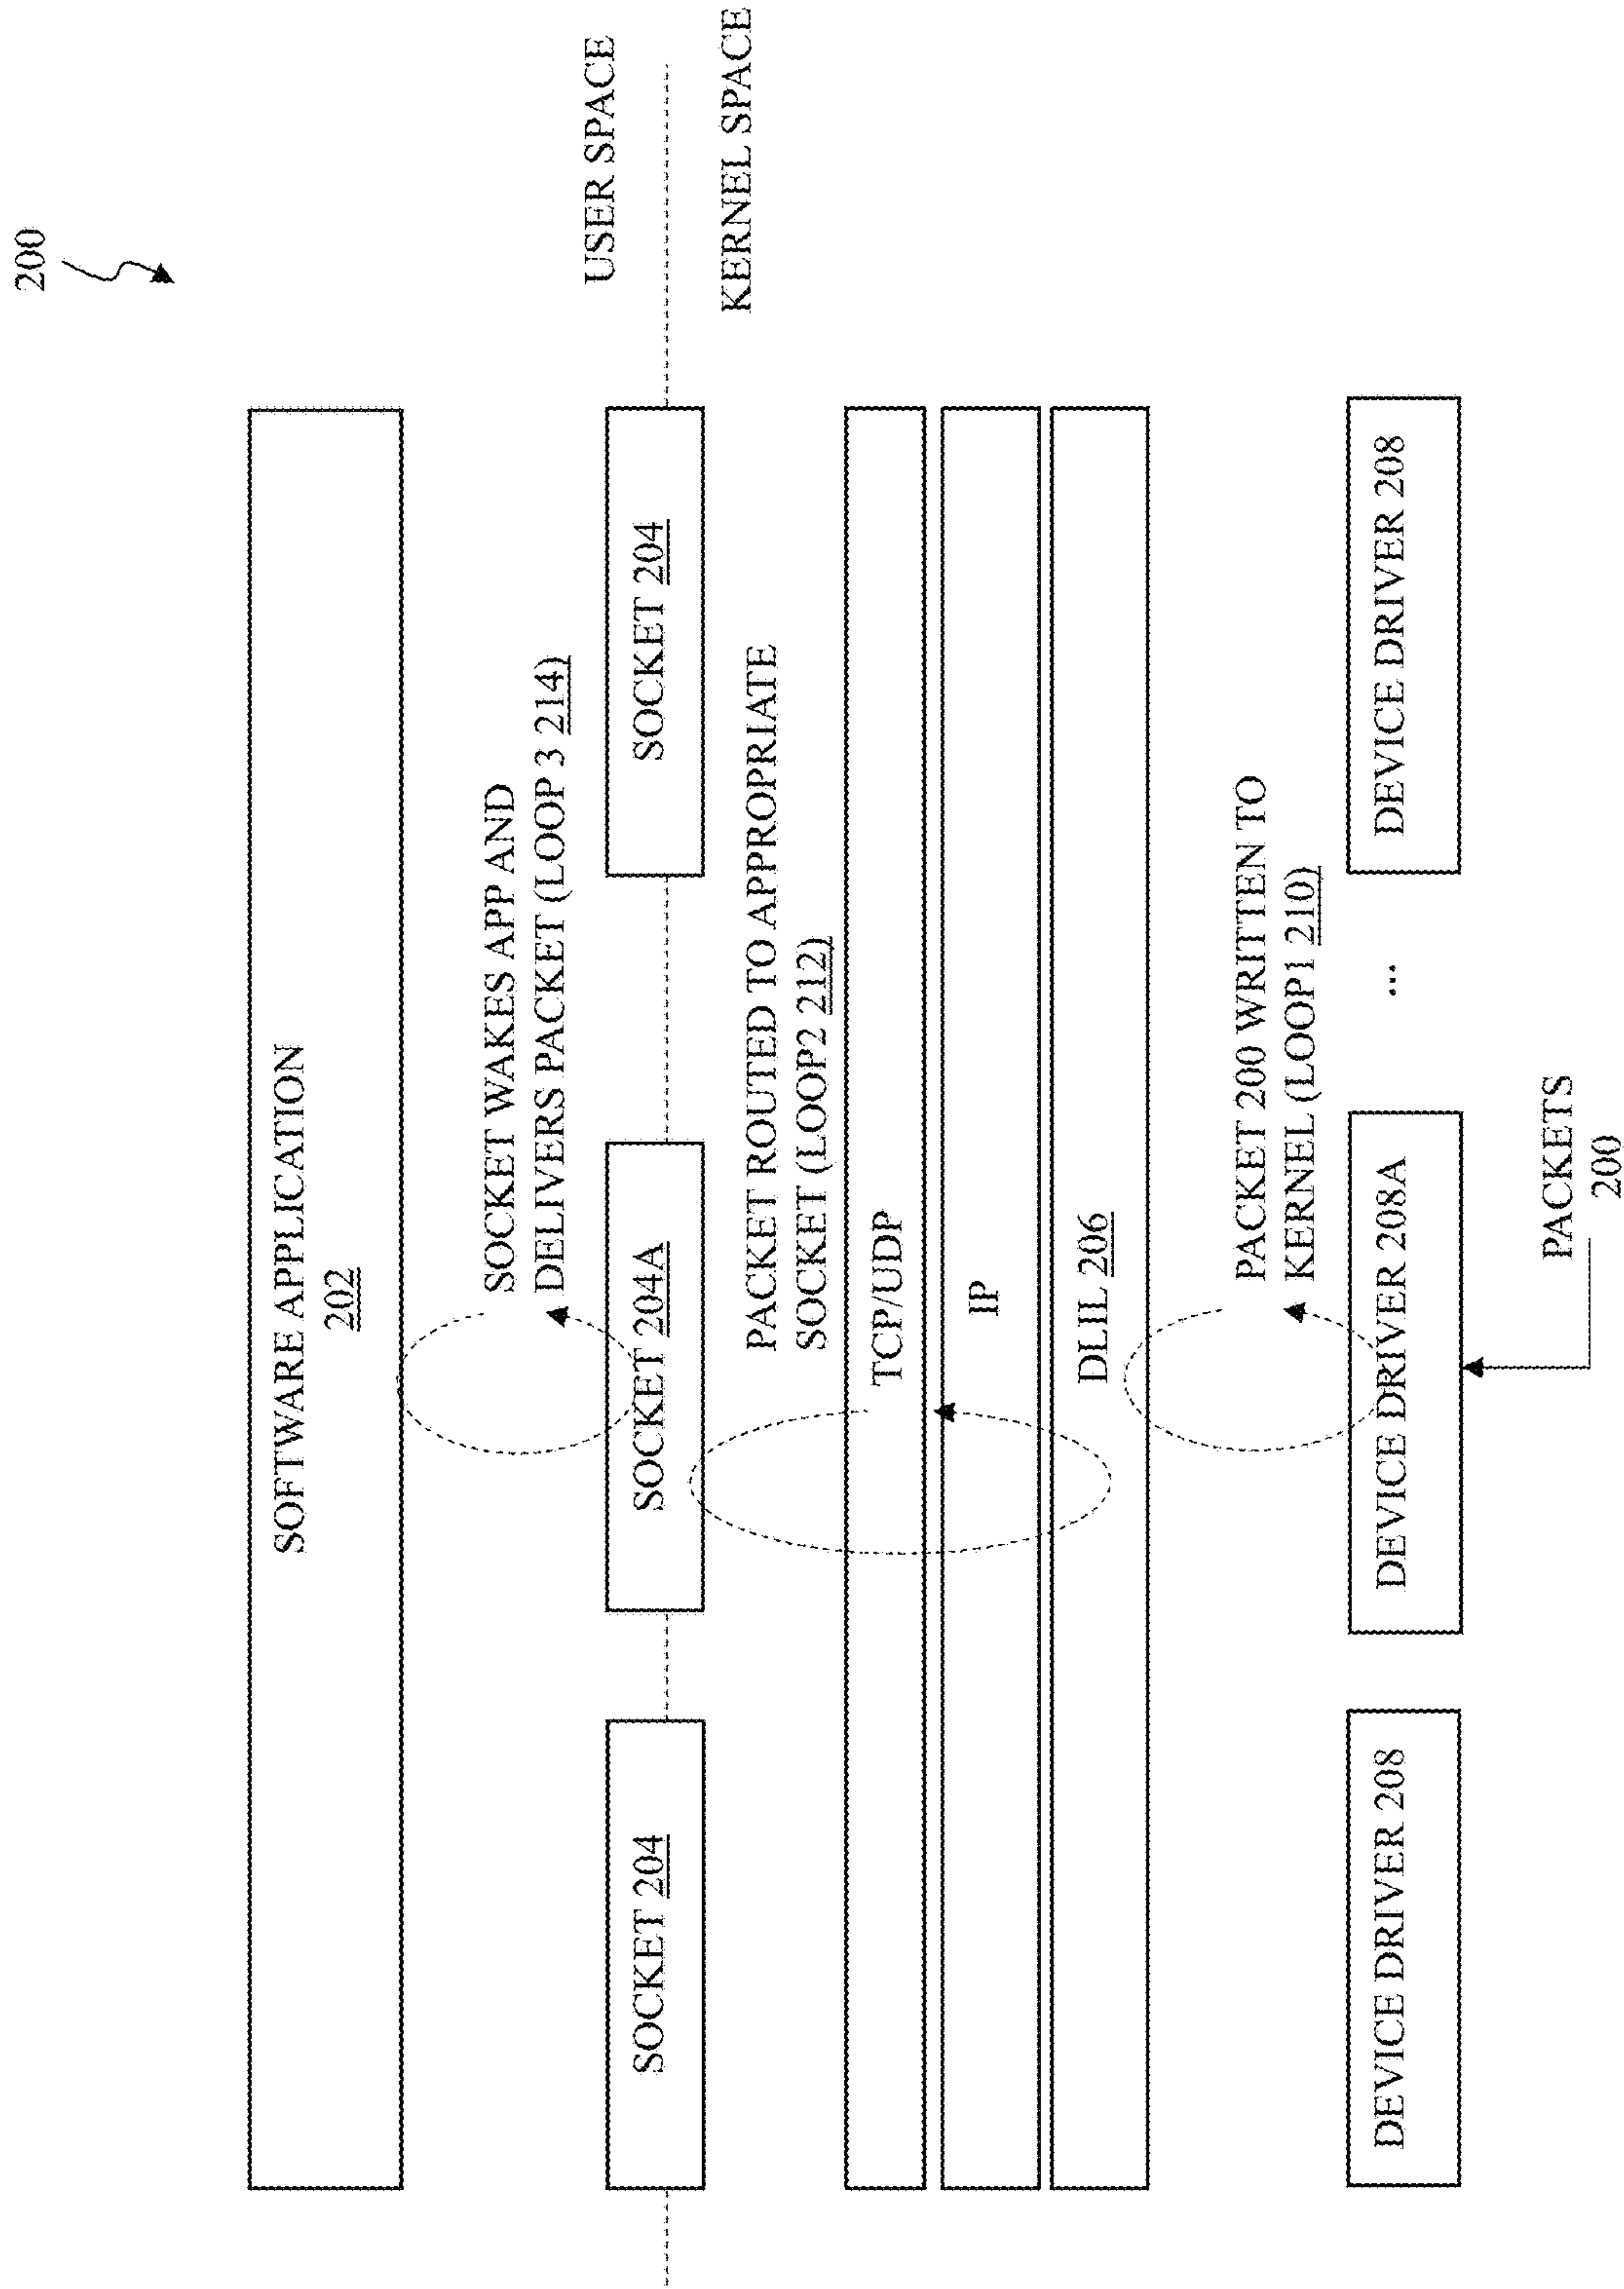 200
SOFTWARE APPLICATION
202
SOCKET WAKES APP AND
DELIVERS PACKET (LOOP 3 214)
USER SPACE
SOCKET 204
SOCKET 204A
SOCKET 204
KERNEL SPACE
PACKET ROUTED TO APPROPRIATE
SOCKET (LOOP2 212)
TCP/UDP
IP
DLIL 206
PACKET 200 WRITTEN TO
KERNEL (LOOP1 210)
DEVICE DRIVER 208
DEVICE DRIVER 208A
...
DEVICE DRIVER 208
PACKETS
200